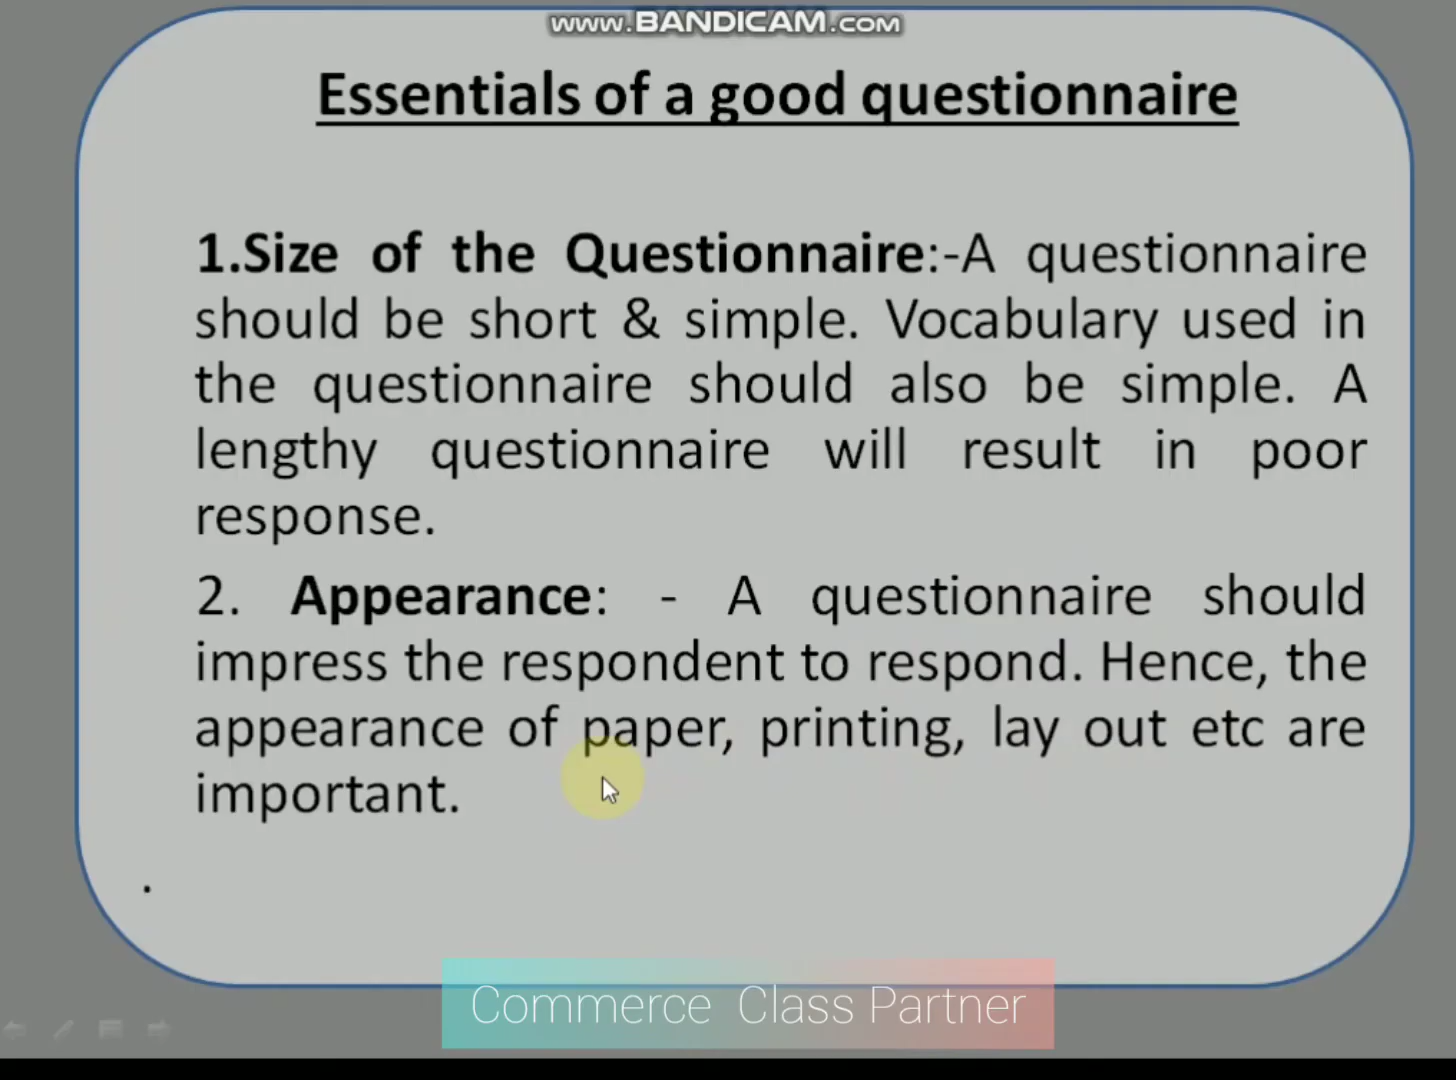 www.BANDICAM.com
Essentials of a good questionnaire
1.Size of the Questionnaire:-A questionnaire
should be short & simple. Vocabulary used in
the questionnaire should also be simple. A
lengthy questionnaire will result in poor
response.
2. Appearance: - A questionnaire should
impress the respondent to respond. Hence, the
appearance of paper, printing, lay out etc are
important.
.
Commerce Class Partner